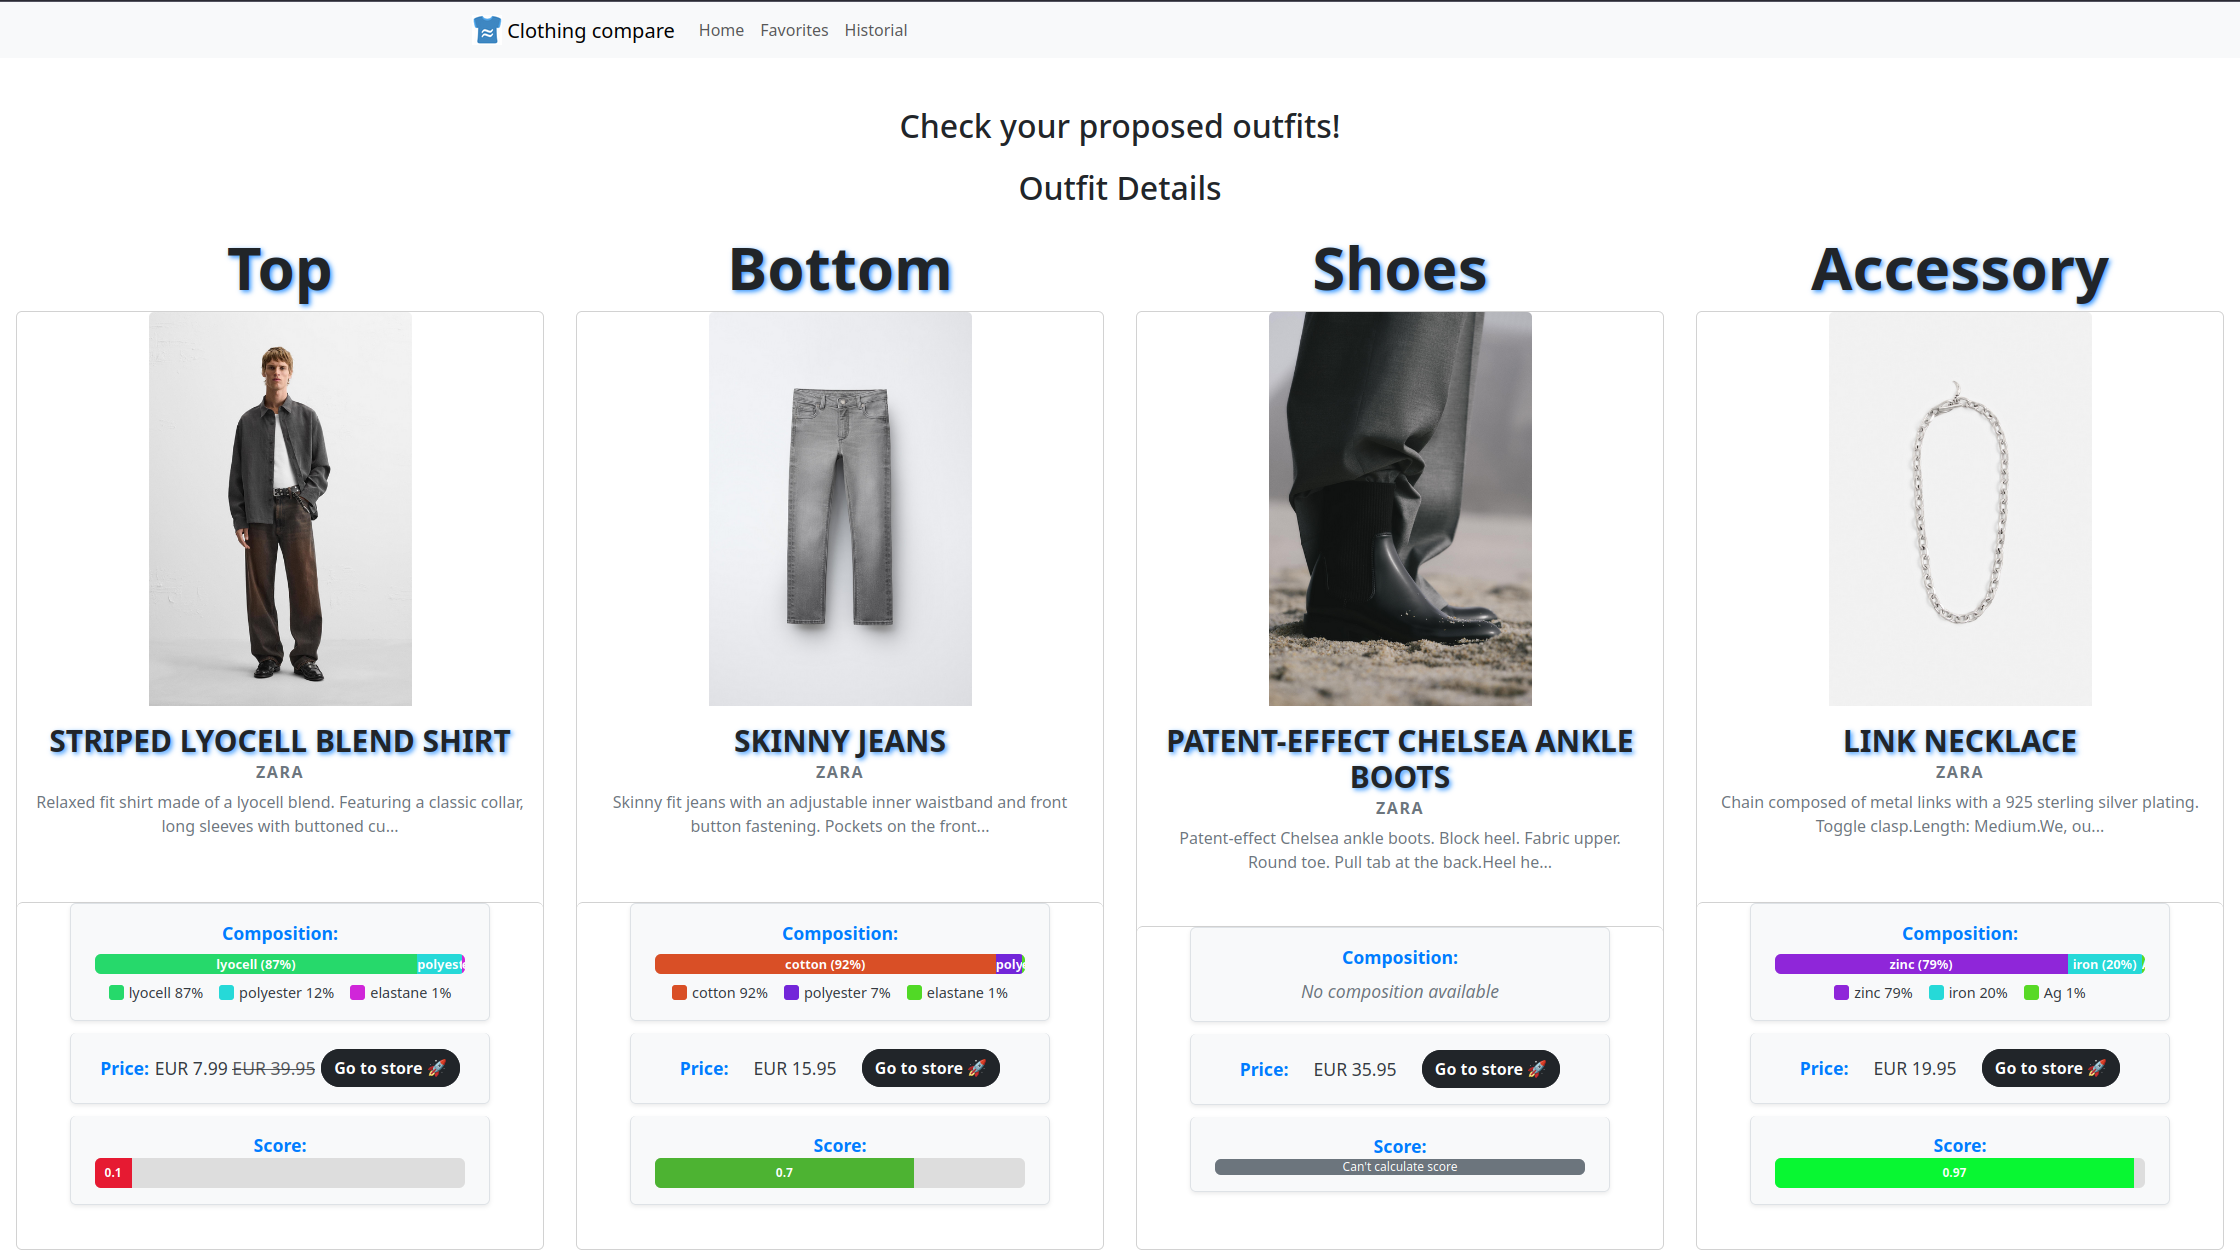 Clothing compare Home Favorites Historial
Check your proposed outfits!
Outfit Details
Top
STRIPED LYOCELL BLEND SHIRT
ZARA
Relaxed fit shirt made of a lyocell blend. Featuring a classic collar,
long sleeves with buttoned cu...
Composition:
lyocell (87%) polyest
lyocell 87% polyester 12% elastane 1%
Price: EUR 7.99 EUR 39.95 Go to store 🚀
Score:
0.1
Bottom
SKINNY JEANS
ZARA
Skinny fit jeans with an adjustable inner waistband and front
button fastening. Pockets on the front...
Composition:
cotton (92%) poly
cotton 92% polyester 7% elastane 1%
Price: EUR 15.95 Go to store 🚀
Score:
0.7
Shoes
PATENT-EFFECT CHELSEA ANKLE
BOOTS
ZARA
Patent-effect Chelsea ankle boots. Block heel. Fabric upper.
Round toe. Pull tab at the back.Heel he...
Composition:
No composition available
Price: EUR 35.95 Go to store 🚀
Score:
Can't calculate score
Accessory
LINK NECKLACE
ZARA
Chain composed of metal links with a 925 sterling silver plating.
Toggle clasp.Length: Medium.We, ou...
Composition:
zinc (79%) iron (20%)
zinc 79% iron 20% Ag 1%
Price: EUR 19.95 Go to store 🚀
Score:
0.97